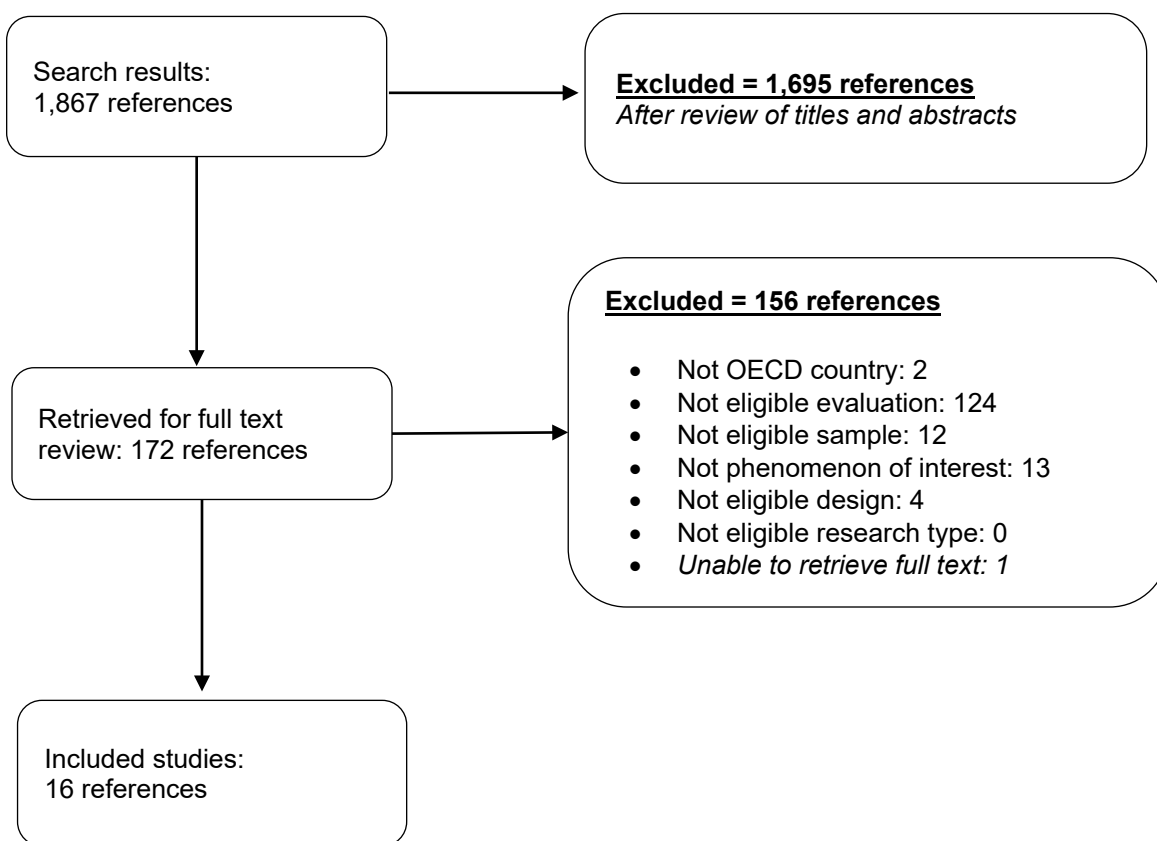 Search results:
1,867 references
Excluded = 1,695 references
After review of titles and abstracts
Excluded = 156 references
• Not OECD country: 2
• Not eligible evaluation: 124
• Not eligible sample: 12
• Not phenomenon of interest: 13
• Not eligible design: 4
• Not eligible research type: 0
• Unable to retrieve full text: 1
Retrieved for full text
review: 172 references
Included studies:
16 references